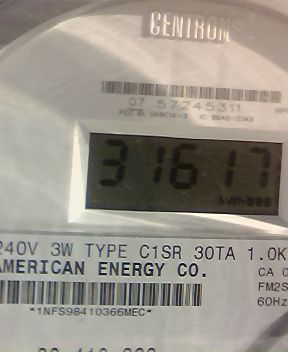 CENTRON
07 57245311
31617
kWh
240V 3W TYPE C1SR 30TA 1.0K
AMERICAN ENERGY CO.
CA 0
FM2S
60Hz
*1NFS98410366MEC*